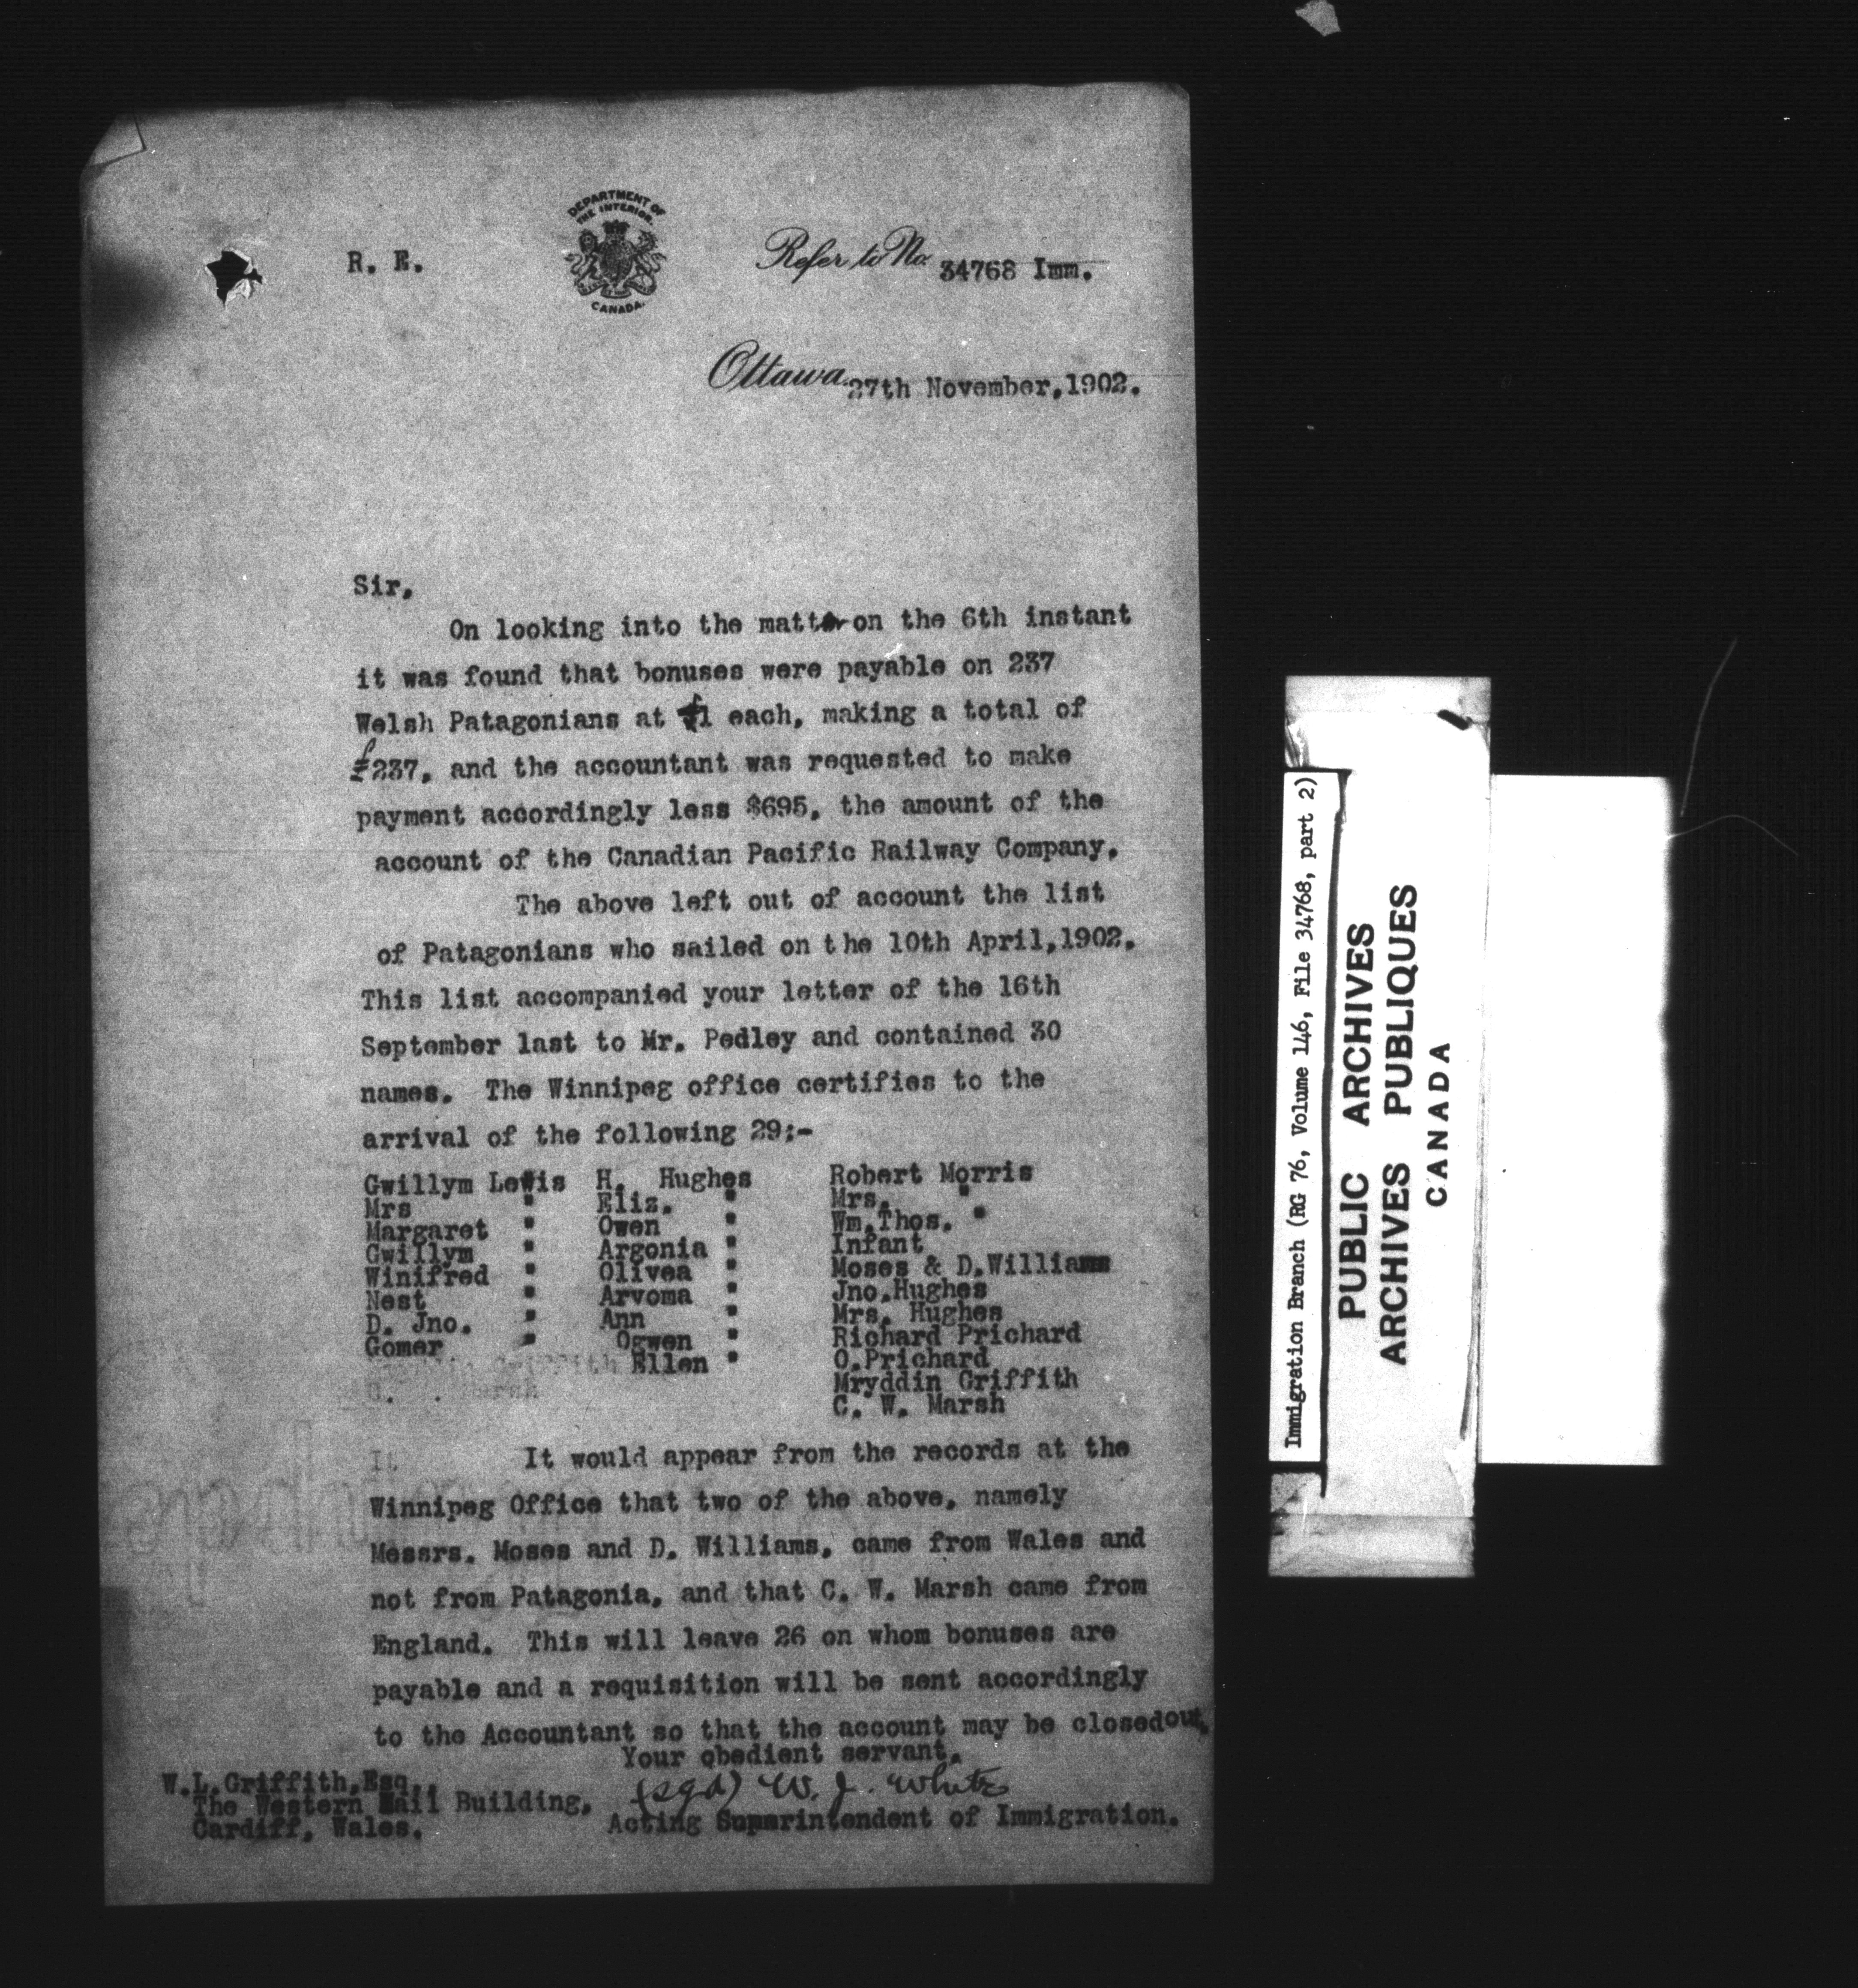 R. E.
DEPARTMENT OF
THE INTERIOR.
CANADA.
Refer to No. 34768 Imm.
Ottawa 27th November,1902.
Sir,
On looking into the matter on the 6th instant
it was found that bonuses were payable on 237
Welsh Patagonians at £1 each, making a total of
£237, and the accountant was requested to make
payment accordingly less $695, the amount of the
account of the Canadian Pacific Railway Company.
The above left out of account the list
of Patagonians who sailed on the 10th April,1902.
This list accompanied your letter of the 16th
September last to Mr. Pedley and contained 30
names. The Winnipeg office certifies to the
arrival of the following 29:-
Gwillym Lewis H. Hughes Robert Morris
Mrs " Eliz. " Mrs. "
Margaret " Owen " Wm.Thos. "
Gwillym " Argonia " Infant
Winifred " Olivea " Moses & D.Williams
Nest " Arvoma " Jno.Hughes
D. Jno. " Ann " Mrs. Hughes
Gomer " Ogwen " Richard Prichard
Griffith Ellen " O.Prichard
C. . Marsh Mryddin Griffith
C. W. Marsh
It It would appear from the records at the
Winnipeg Office that two of the above, namely
Messrs. Moses and D. Williams, came from Wales and
not from Patagonia, and that C. W. Marsh came from
England. This will leave 26 on whom bonuses are
payable and a requisition will be sent accordingly
to the Accountant so that the account may be closed out.
Your obedient servant,
(sgd) W. J. White
Acting Superintendent of Immigration.
W.L.Griffith,Esq.,
The Western Mail Building,
Cardiff, Wales.
Immigration Branch (RG 76, Volume 146, File 34768, part 2)
PUBLIC ARCHIVES
ARCHIVES PUBLIQUES
CANADA